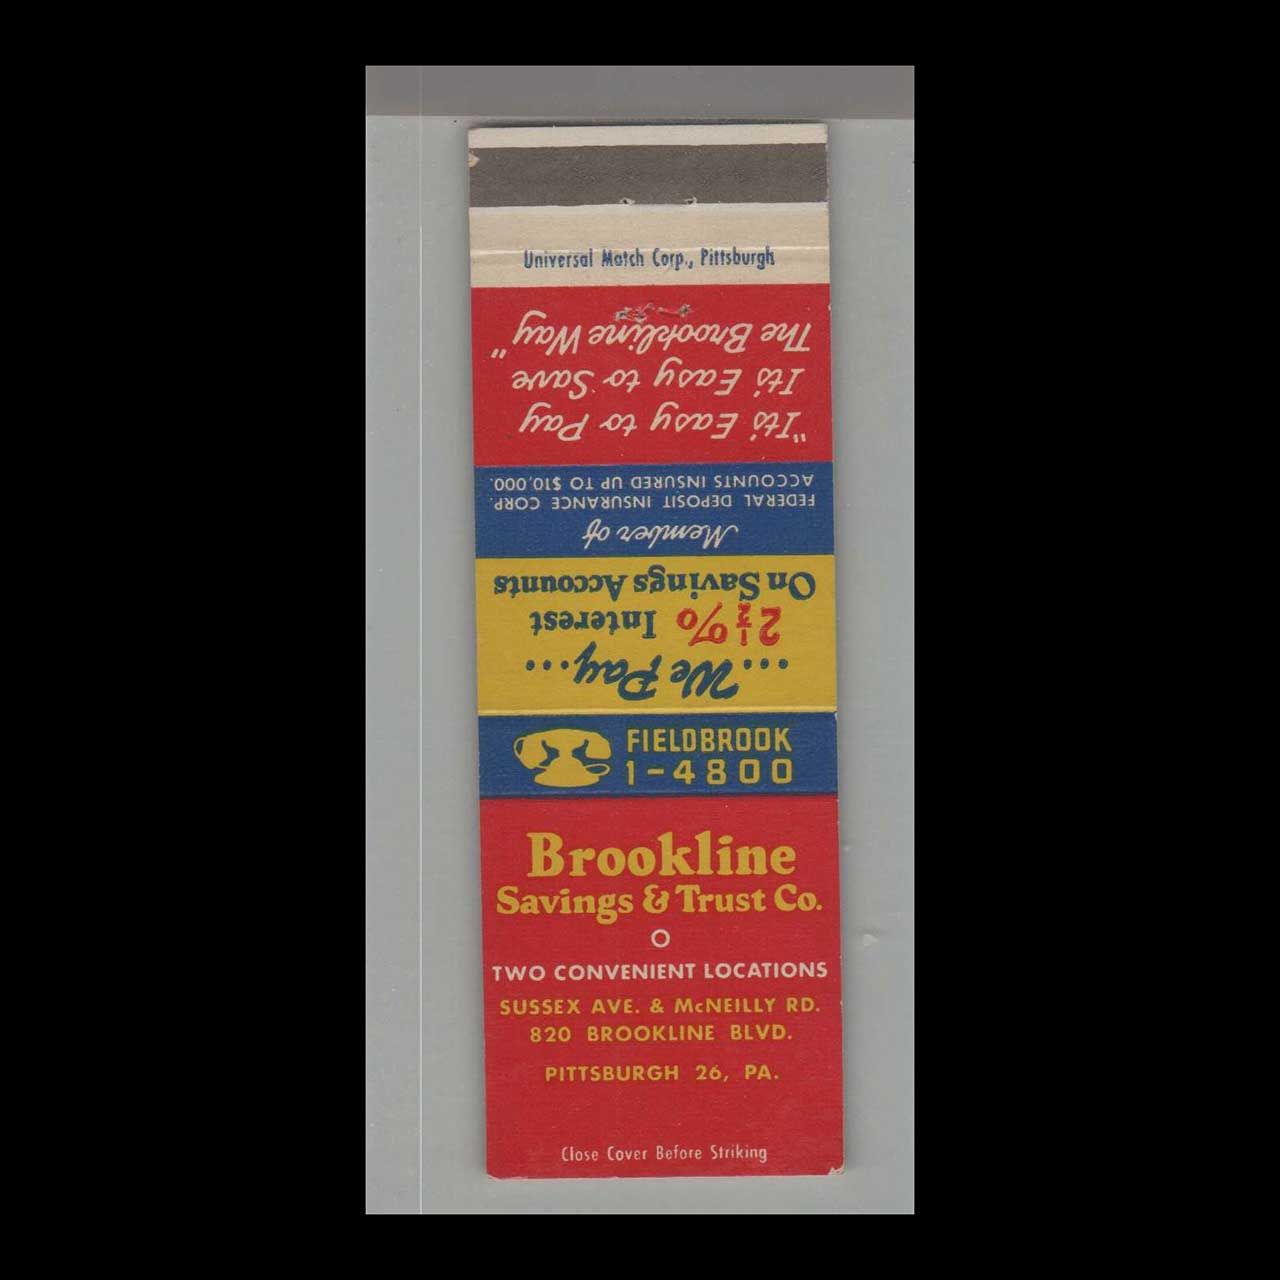 Universal Match Corp., Pittsburgh
"It's Easy to Pay
It's Easy to Save
The Brookline Way"
Member of
FEDERAL DEPOSIT INSURANCE CORP.
ACCOUNTS INSURED UP TO $10,000.
...We Pay...
2½% Interest
On Savings Accounts
FIELDBROOK
1-4800
Brookline
Savings & Trust Co.
O
TWO CONVENIENT LOCATIONS
SUSSEX AVE. & McNEILLY RD.
820 BROOKLINE BLVD.
PITTSBURGH 26, PA.
Close Cover Before Striking